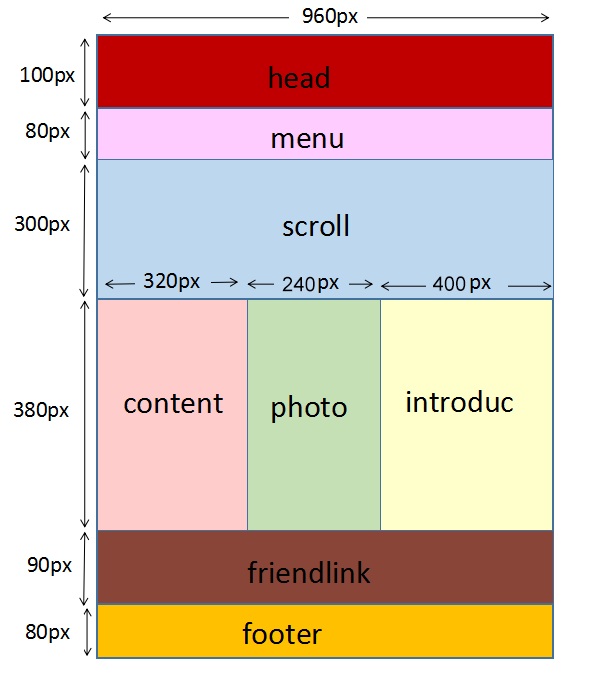 960px
100px
head
80px
menu
300px
scroll
320px 240px 400px
380px
content photo introduc
90px
friendlink
80px
footer